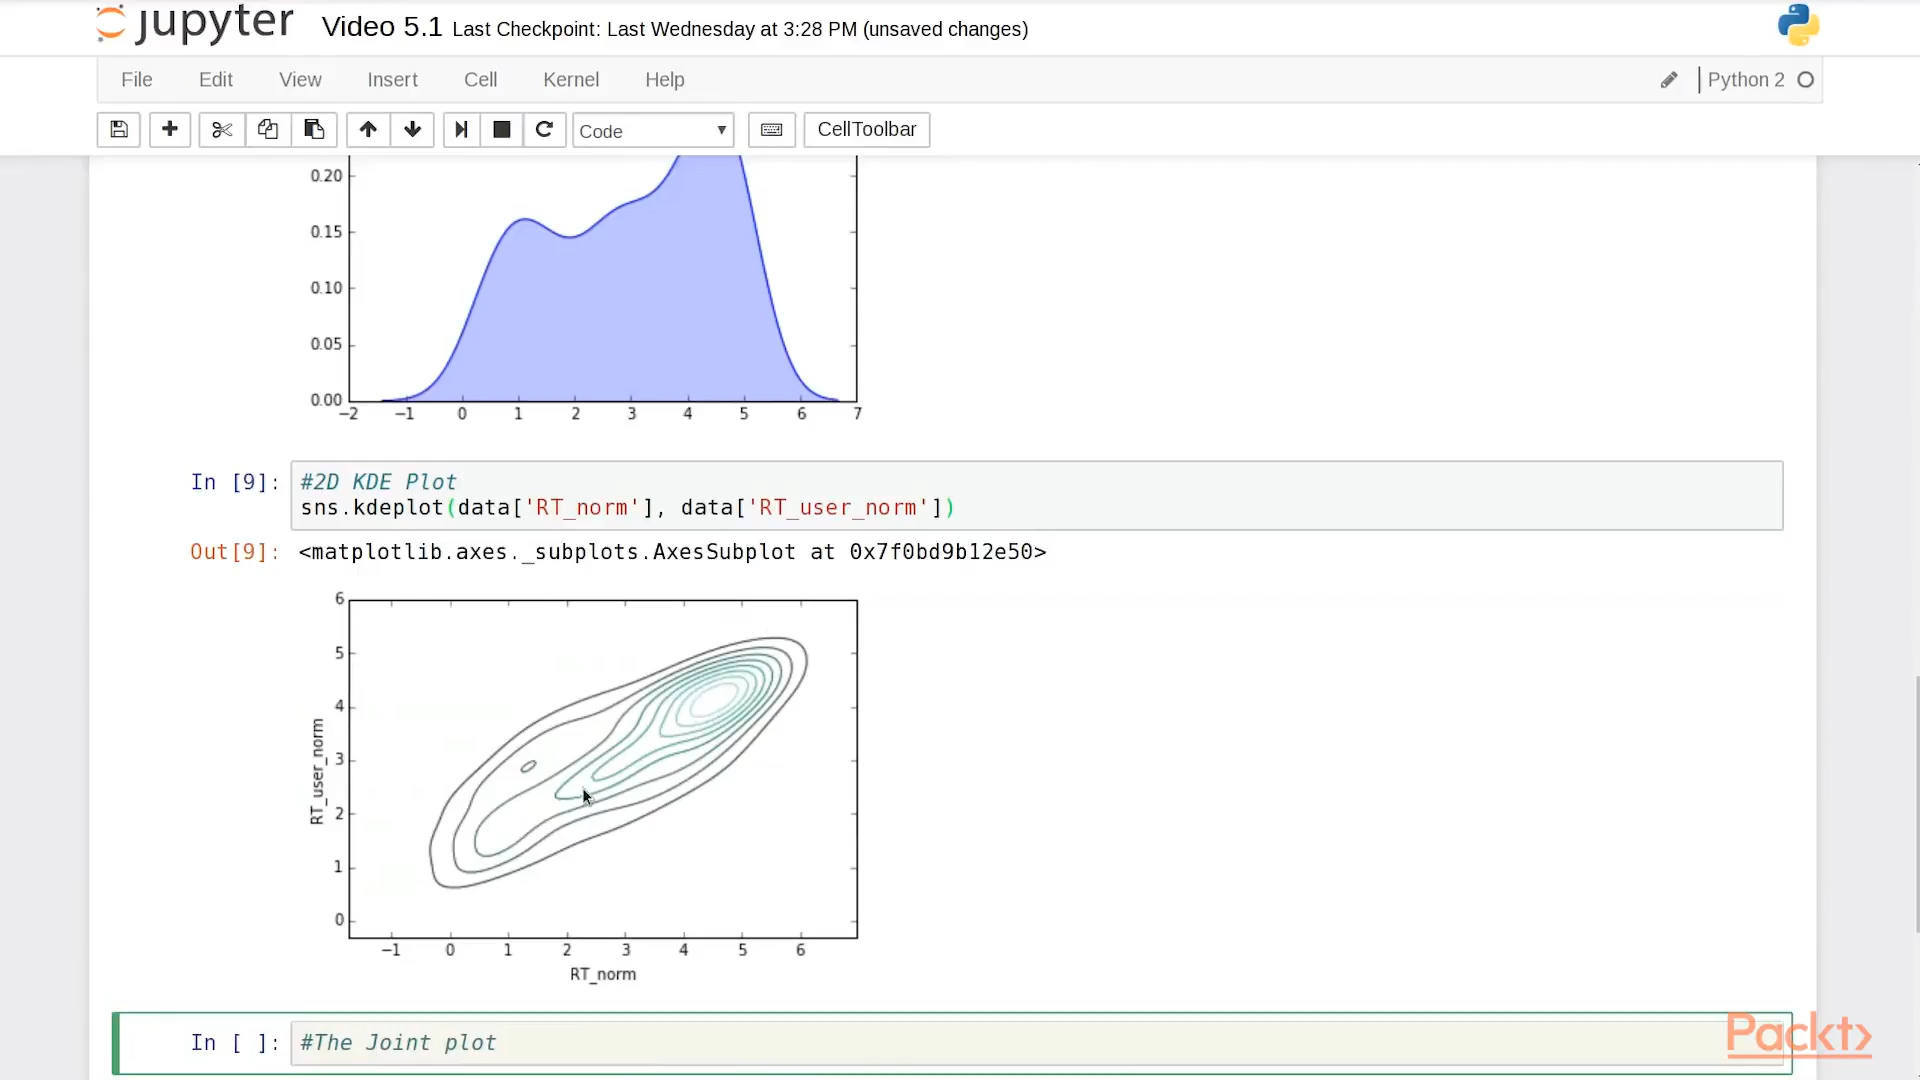 jupyter Video 5.1 Last Checkpoint: Last Wednesday at 3:28 PM (unsaved changes)
File Edit View Insert Cell Kernel Help Python 2
Code CellToolbar
0.20
0.15
0.10
0.05
0.00
−2 −1 0 1 2 3 4 5 6 7
In [9]: #2D KDE Plot
sns.kdeplot(data['RT_norm'], data['RT_user_norm'])
Out[9]: <matplotlib.axes._subplots.AxesSubplot at 0x7f0bd9b12e50>
6
5
4
3
2
1
0
RT_user_norm
−1 0 1 2 3 4 5 6
RT_norm
In [ ]: #The Joint plot
Packt>